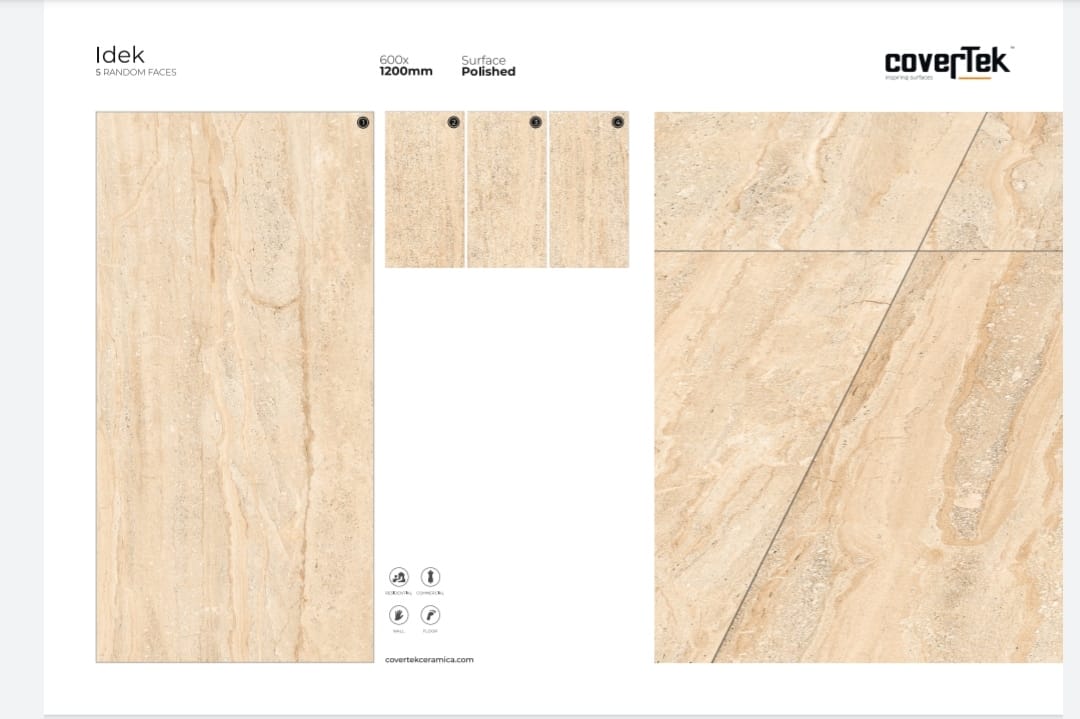 Idek
5 RANDOM FACES
600x
1200mm
Surface
Polished
coverTek™
inspiring surfaces
1
2
3
4
RESIDENTIAL
COMMERCIAL
WALL
FLOOR
covertekceramica.com